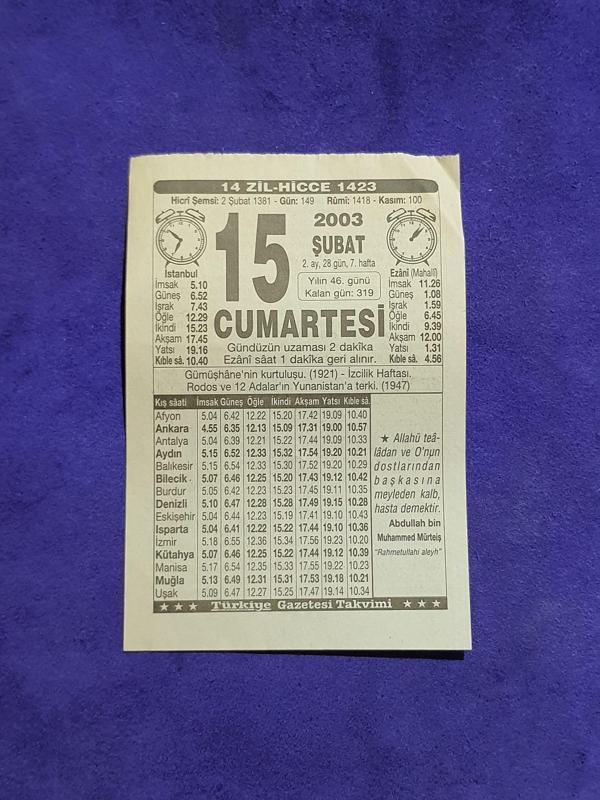 14 ZİL-HİCCE 1423
Hicrî Şemsî: 2 Şubat 1381 - Gün: 149 Rûmî: 1418 - Kasım: 100
15
2003
ŞUBAT
2. ay, 28 gün, 7. hafta
Yılın 46. günü
Kalan gün: 319
CUMARTESİ
Gündüzün uzaması 2 dakîka
Ezânî sâat 1 dakîka geri alınır.
İstanbul
İmsak 5.10
Güneş 6.52
İsrak 7.43
Öğle 12.29
İkindi 15.23
Akşam 17.45
Yatsı 19.16
Kıble sâ. 10.40
Ezânî (Mahallî)
İmsak 11.26
Güneş 1.08
İşrak 1.59
Öğle 6.45
İkindi 9.39
Akşam 12.00
Yatsı 1.31
Kıble sâ. 4.56
Gümüşhâne'nin kurtuluşu. (1921) - İzcilik Haftası.
Rodos ve 12 Adalar'ın Yunanistan'a terki. (1947)
Kış sâati İmsak Güneş Öğle İkindi Akşam Yatsı Kıble sâ.
Afyon 5.04 6.42 12.22 15.20 17.42 19.09 10.40
Ankara 4.55 6.35 12.13 15.09 17.31 19.00 10.57
Antalya 5.04 6.39 12.21 15.22 17.44 19.09 10.33
Aydın 5.15 6.52 12.33 15.32 17.54 19.20 10.21
Balıkesir 5.15 6.54 12.33 15.30 17.52 19.20 10.29
Bilecik 5.07 6.46 12.25 15.20 17.43 19.12 10.42
Burdur 5.05 6.42 12.23 15.23 17.45 19.11 10.35
Denizli 5.10 6.47 12.28 15.28 17.49 19.15 10.28
Eskişehir 5.04 6.44 12.23 15.19 17.41 19.10 10.43
Isparta 5.04 6.41 12.22 15.22 17.44 19.10 10.36
İzmir 5.18 6.55 12.36 15.34 17.56 19.23 10.20
Kütahya 5.07 6.46 12.25 15.22 17.44 19.12 10.39
Manisa 5.17 6.54 12.35 15.33 17.55 19.22 10.23
Muğla 5.13 6.49 12.31 15.31 17.53 19.18 10.21
Uşak 5.09 6.47 12.27 15.25 17.47 19.14 10.34
★ Allahü teâ-
lâdan ve O'nun
dostlarından
başkasına
meyleden kalb,
hasta demektir.
Abdullah bin
Muhammed Mürteiş
"Rahmetullahi aleyh"
★ ★ ★ Türkiye Gazetesi Takvimi ★ ★ ★